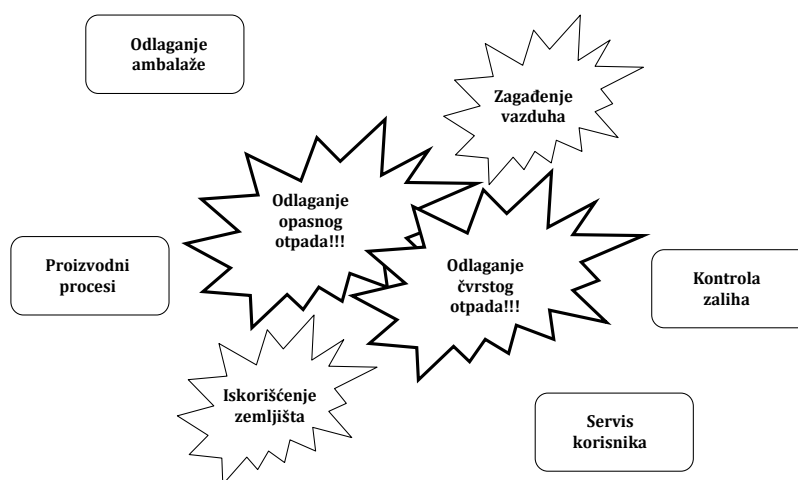 Odlaganje
ambalaže
Zagađenje
vazduha
Odlaganje
opasnog
otpada!!!
Proizvodni
procesi
Odlaganje
čvrstog
otpada!!!
Kontrola
zaliha
Iskorišćenje
zemljišta
Servis
korisnika